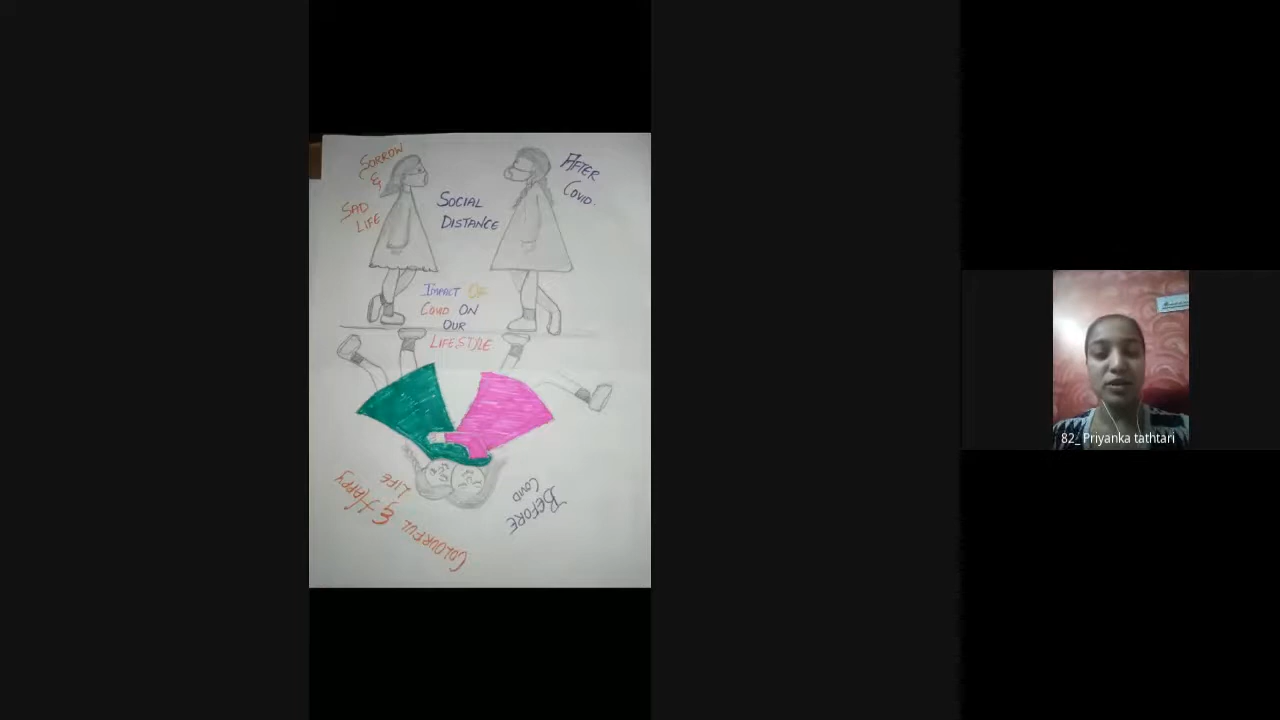 SORROW
&
SAD
LIFE
SOCIAL
DISTANCE
AFTER
COVID.
IMPACT OF
COVID ON
OUR
LIFESTYLE
BEFORE
COVID
COLOURFUL
& HAPPY
LIFE
82_ Priyanka tathtari